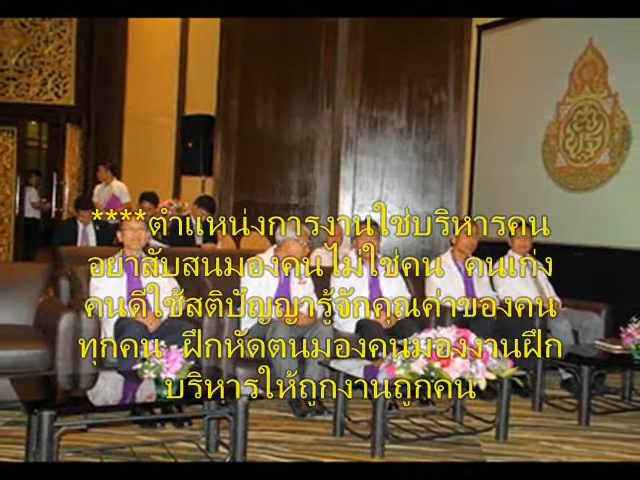 ****ตำแหน่งการงานใช่บริหารคน
อย่าสับสนมองคนไม่ใช่คน คนเก่ง
คนดีใช้สติปัญญารู้จักคุณค่าของคน
ทุกคน ฝึกหัดตนมองคนมองงานฝึก
บริหารให้ถูกงานถูกคน